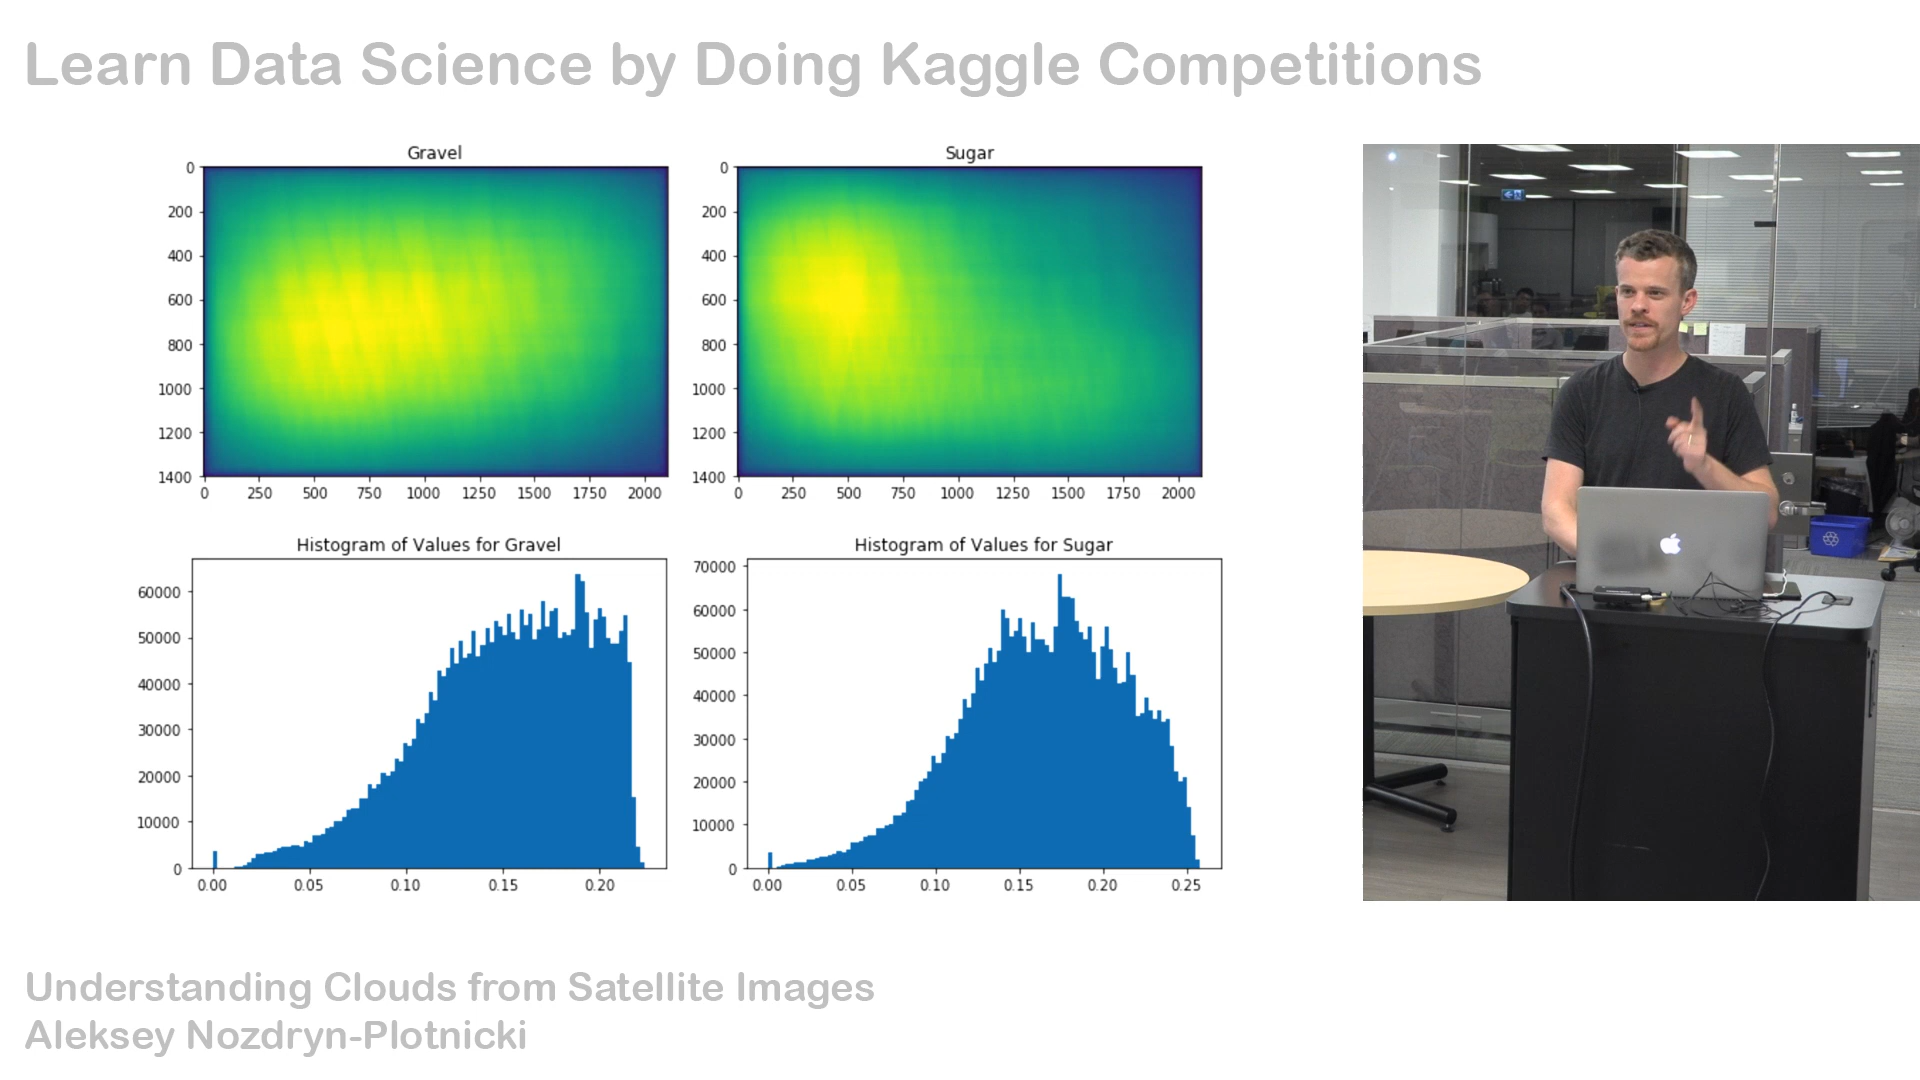 Learn Data Science by Doing Kaggle Competitions
Gravel
Sugar
0
200
400
600
800
1000
1200
1400
0 250 500 750 1000 1250 1500 1750 2000
0
200
400
600
800
1000
1200
1400
0 250 500 750 1000 1250 1500 1750 2000
Histogram of Values for Gravel
60000
50000
40000
30000
20000
10000
0
0.00 0.05 0.10 0.15 0.20
Histogram of Values for Sugar
70000
60000
50000
40000
30000
20000
10000
0
0.00 0.05 0.10 0.15 0.20 0.25
Understanding Clouds from Satellite Images
Aleksey Nozdryn-Plotnicki